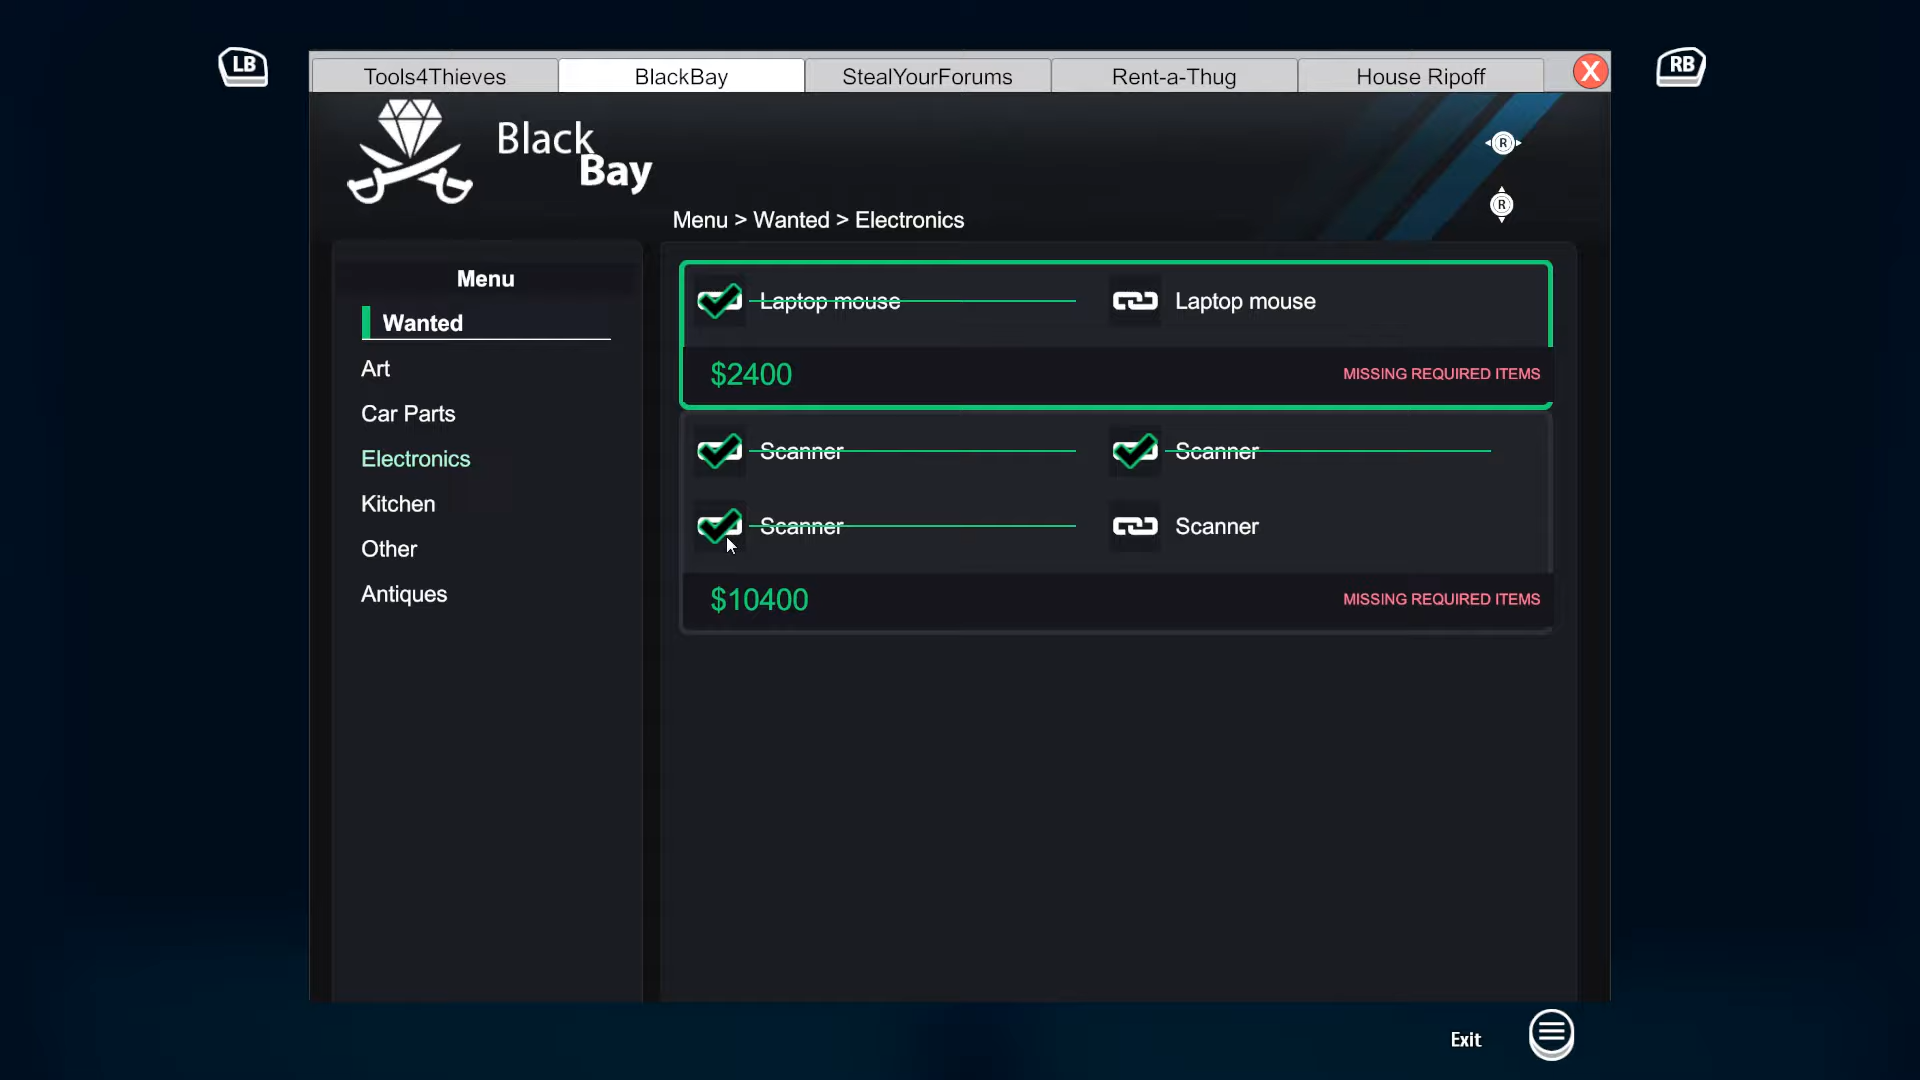 LB
RB
Tools4Thieves
BlackBay
StealYourForums
Rent-a-Thug
House Ripoff
X
Black
Bay
R
R
Menu > Wanted > Electronics
Menu
Wanted
Art
Car Parts
Electronics
Kitchen
Other
Antiques
Laptop mouse
Laptop mouse
$2400
MISSING REQUIRED ITEMS
Scanner
Scanner
Scanner
Scanner
$10400
MISSING REQUIRED ITEMS
Exit